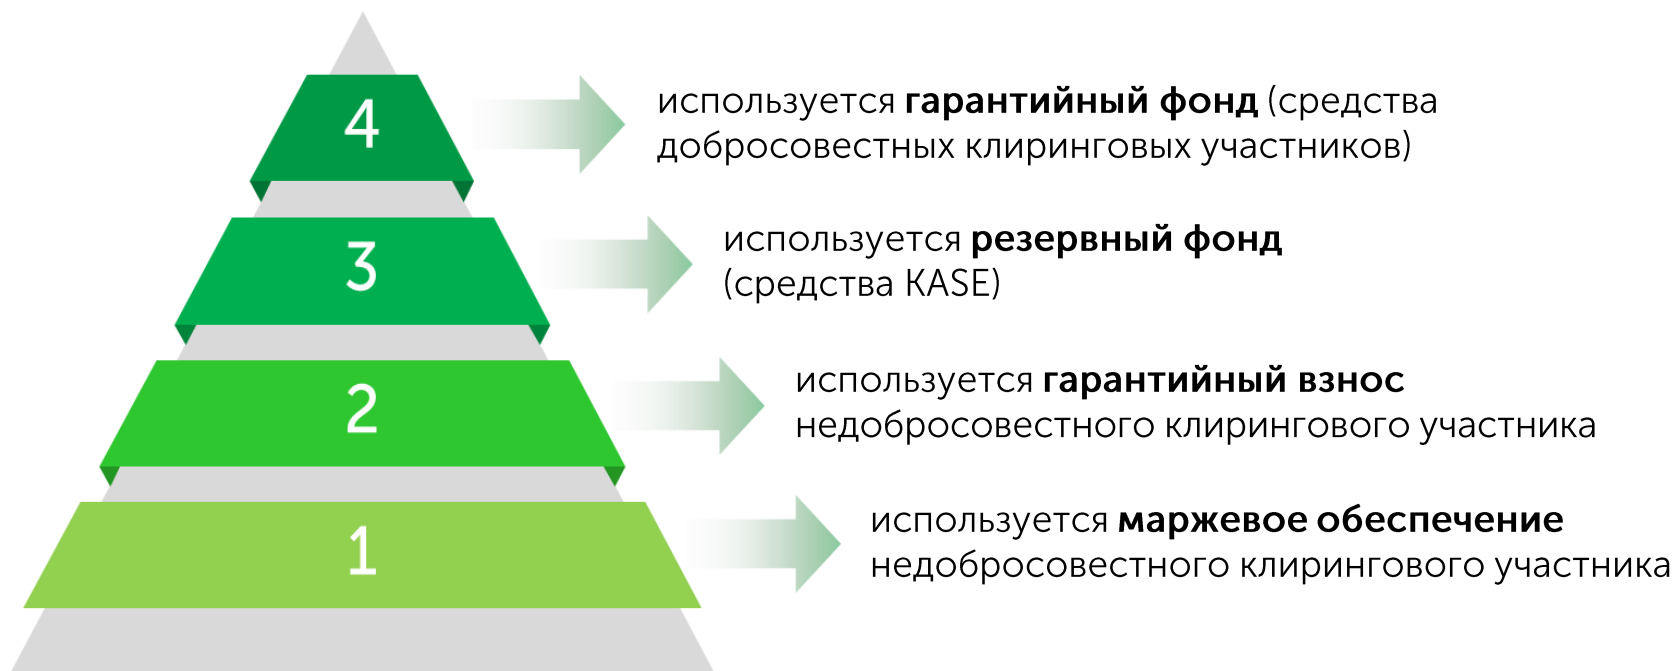 4
используется гарантийный фонд (средства
добросовестных клиринговых участников)
3
используется резервный фонд
(средства KASE)
2
используется гарантийный взнос
недобросовестного клирингового участника
1
используется маржевое обеспечение
недобросовестного клирингового участника